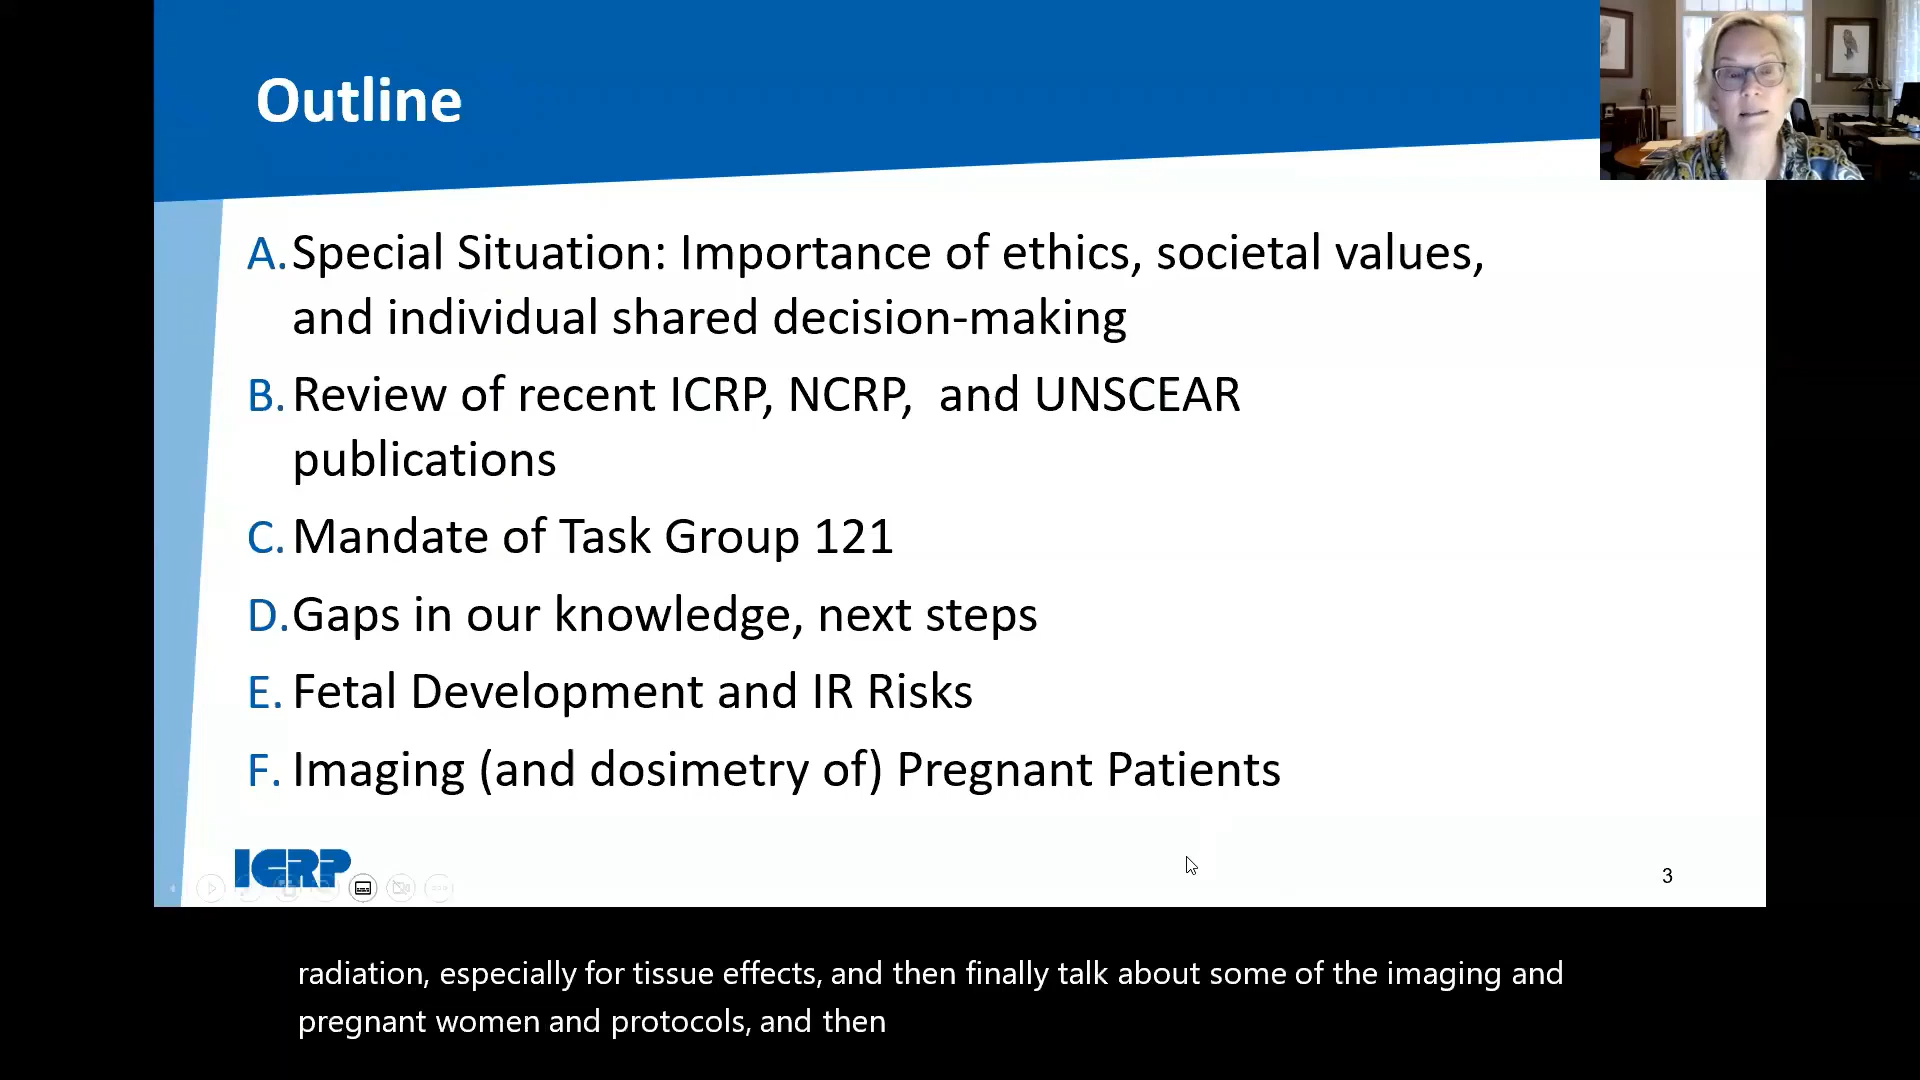 Outline
A. Special Situation: Importance of ethics, societal values,
and individual shared decision-making
B. Review of recent ICRP, NCRP,  and UNSCEAR
publications
C. Mandate of Task Group 121
D. Gaps in our knowledge, next steps
E. Fetal Development and IR Risks
F. Imaging (and dosimetry of) Pregnant Patients
ICRP
3
radiation, especially for tissue effects, and then finally talk about some of the imaging and
pregnant women and protocols, and then